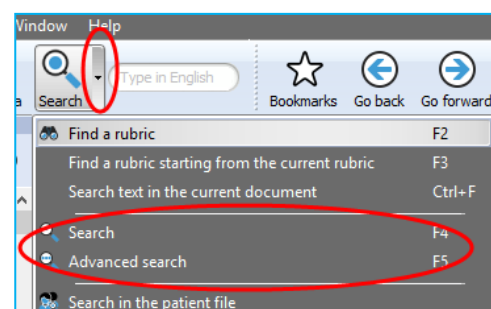 Window Help
Type in English
a Search Bookmarks Go back Go forward
Find a rubric F2
Find a rubric starting from the current rubric F3
Search text in the current document Ctrl+F
Search F4
Advanced search F5
Search in the patient file